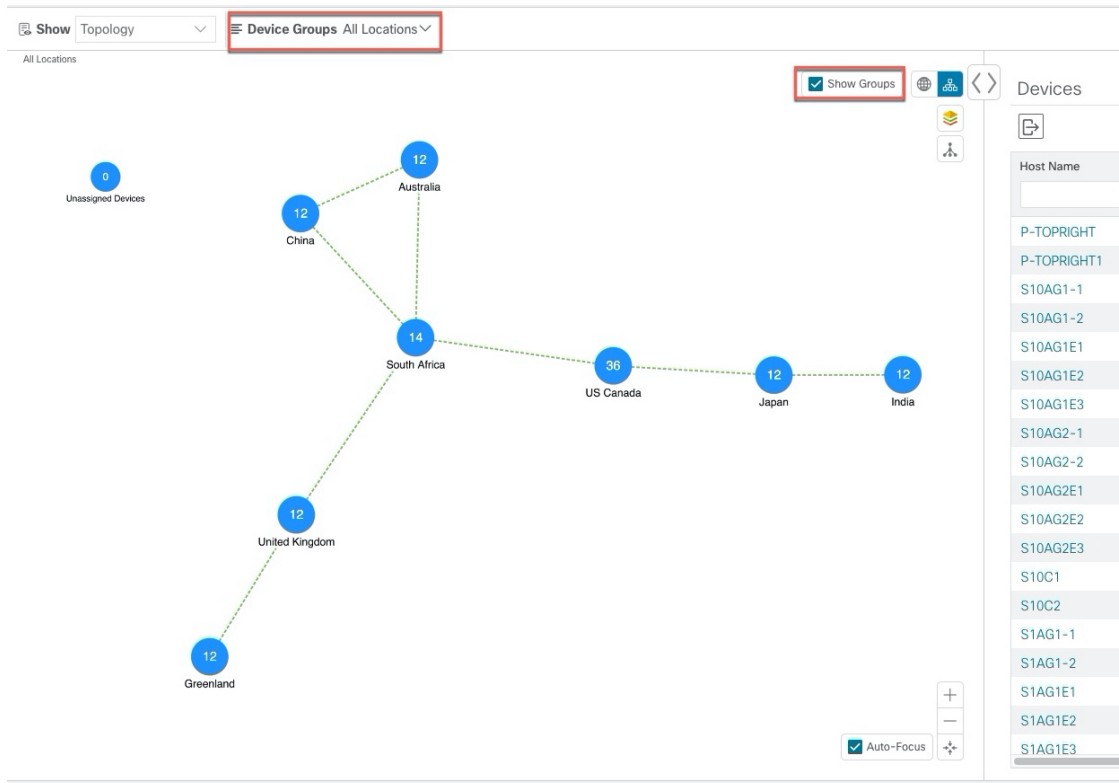 Show Topology Device Groups All Locations
All Locations
Show Groups
Devices
Host Name
0
Unassigned Devices
12
Australia
12
China
14
South Africa
36
US Canada
12
Japan
12
India
12
United Kingdom
12
Greenland
Auto-Focus
P-TOPRIGHT
P-TOPRIGHT1
S10AG1-1
S10AG1-2
S10AG1E1
S10AG1E2
S10AG1E3
S10AG2-1
S10AG2-2
S10AG2E1
S10AG2E2
S10AG2E3
S10C1
S10C2
S1AG1-1
S1AG1-2
S1AG1E1
S1AG1E2
S1AG1E3